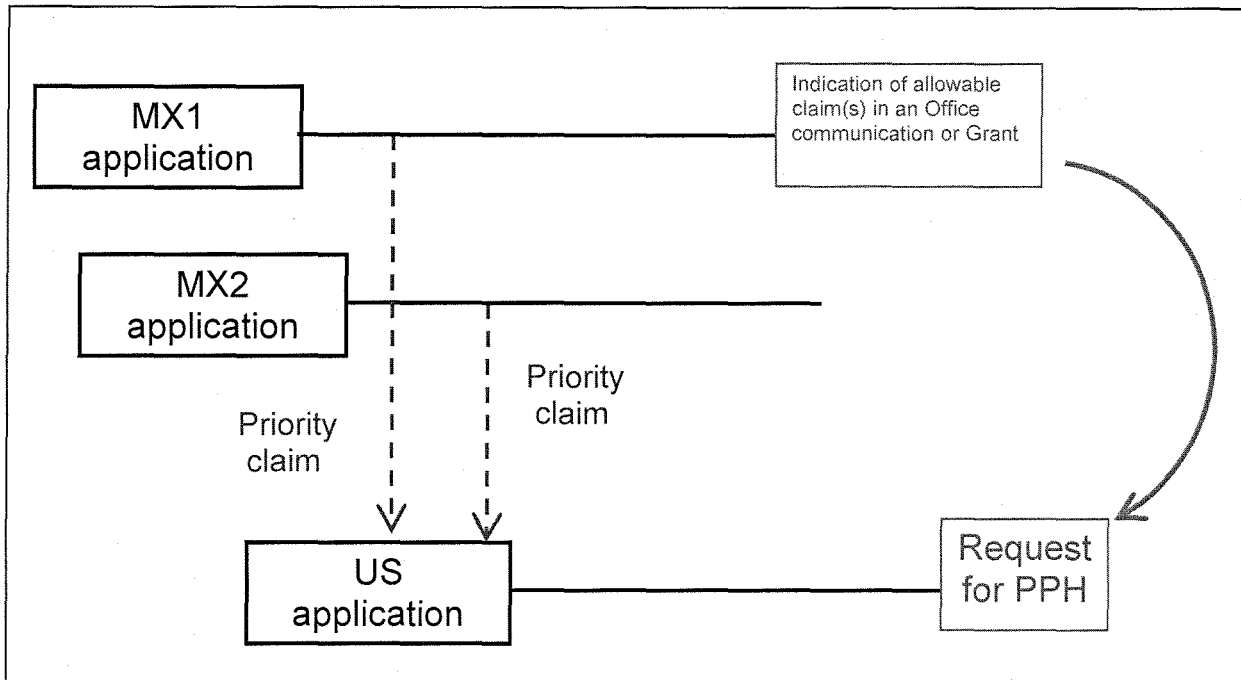 MX1
application
Indication of allowable
claim(s) in an Office
communication or Grant
MX2
application
Priority
claim
Priority
claim
US
application
Request
for PPH